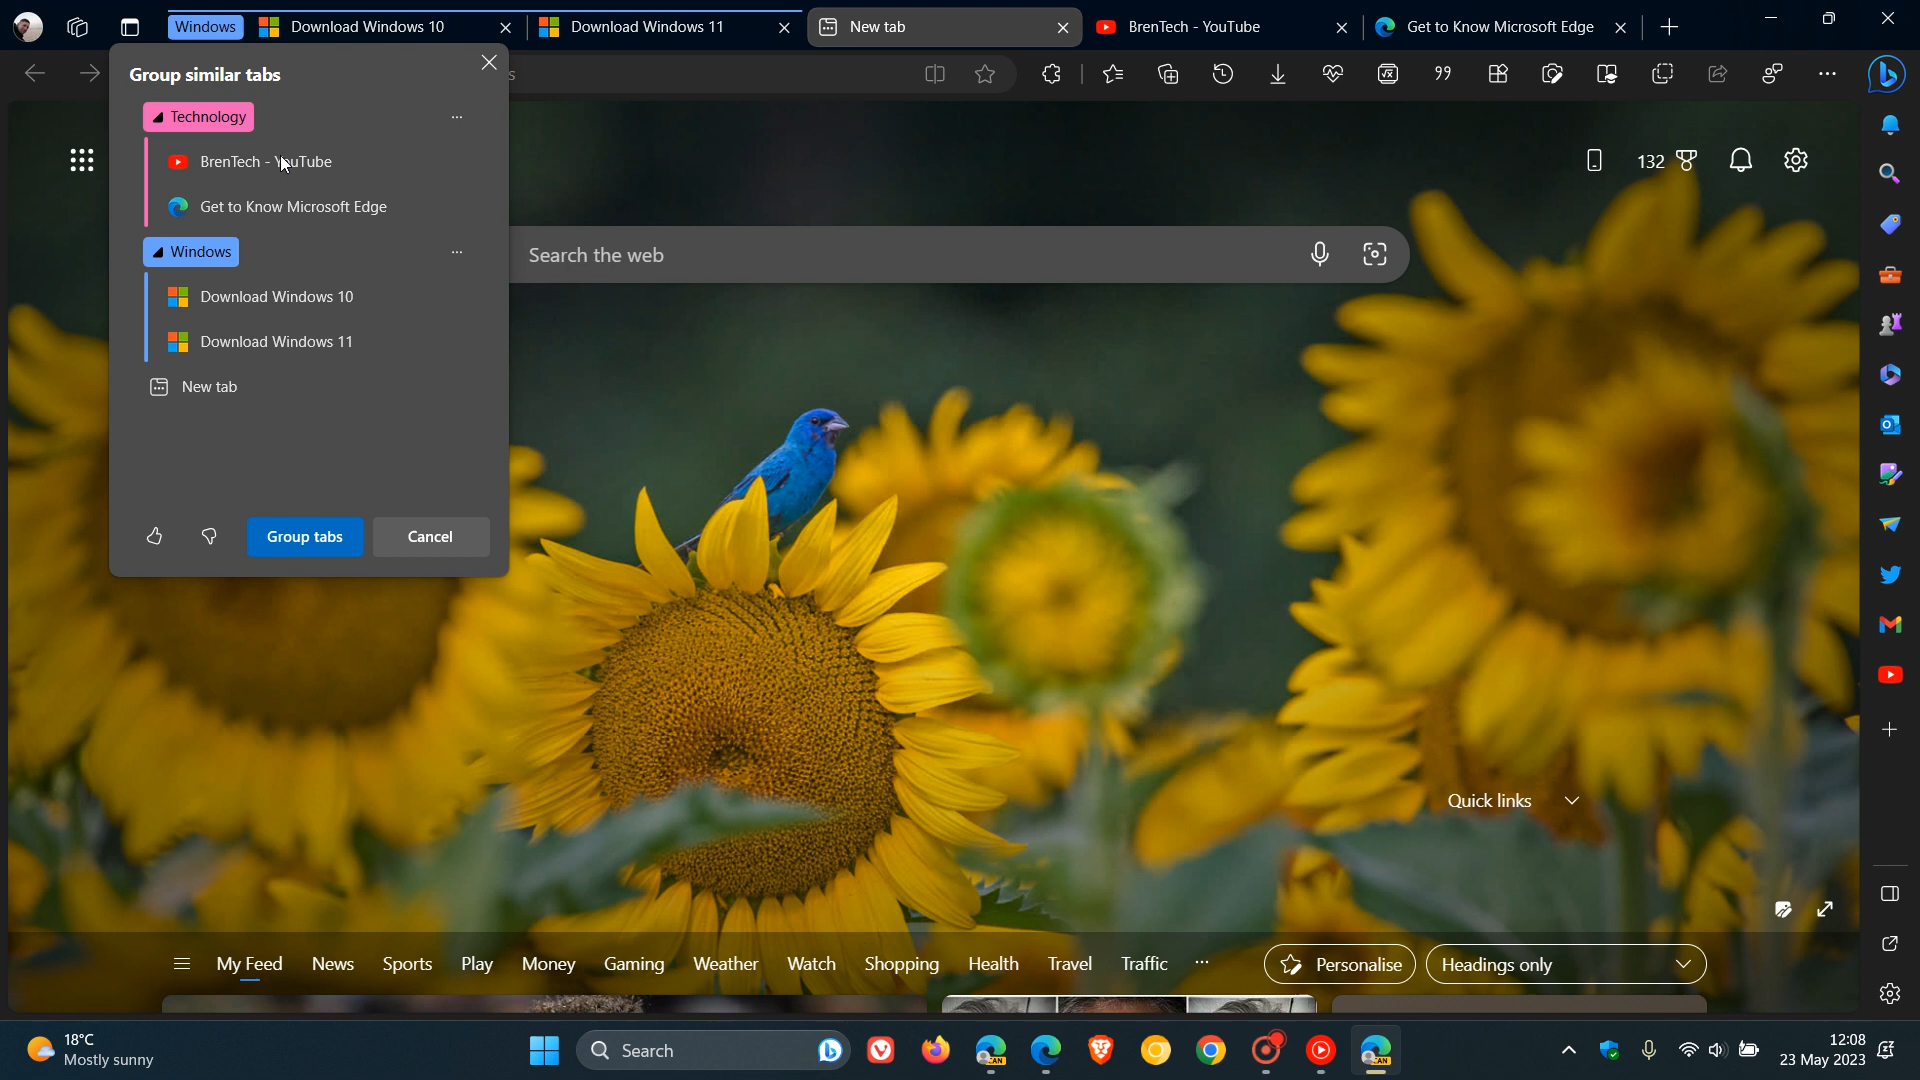 Windows
Download Windows 10
Download Windows 11
New tab
BrenTech - YouTube
Get to Know Microsoft Edge
Group similar tabs
Technology
BrenTech - YouTube
Get to Know Microsoft Edge
Windows
Download Windows 10
Download Windows 11
New tab
Group tabs
Cancel
132
Search the web
Quick links
My Feed
News
Sports
Play
Money
Gaming
Weather
Watch
Shopping
Health
Travel
Traffic
Personalise
Headings only
18°C
Mostly sunny
Search
CAN
CAN
12:08
23 May 2023